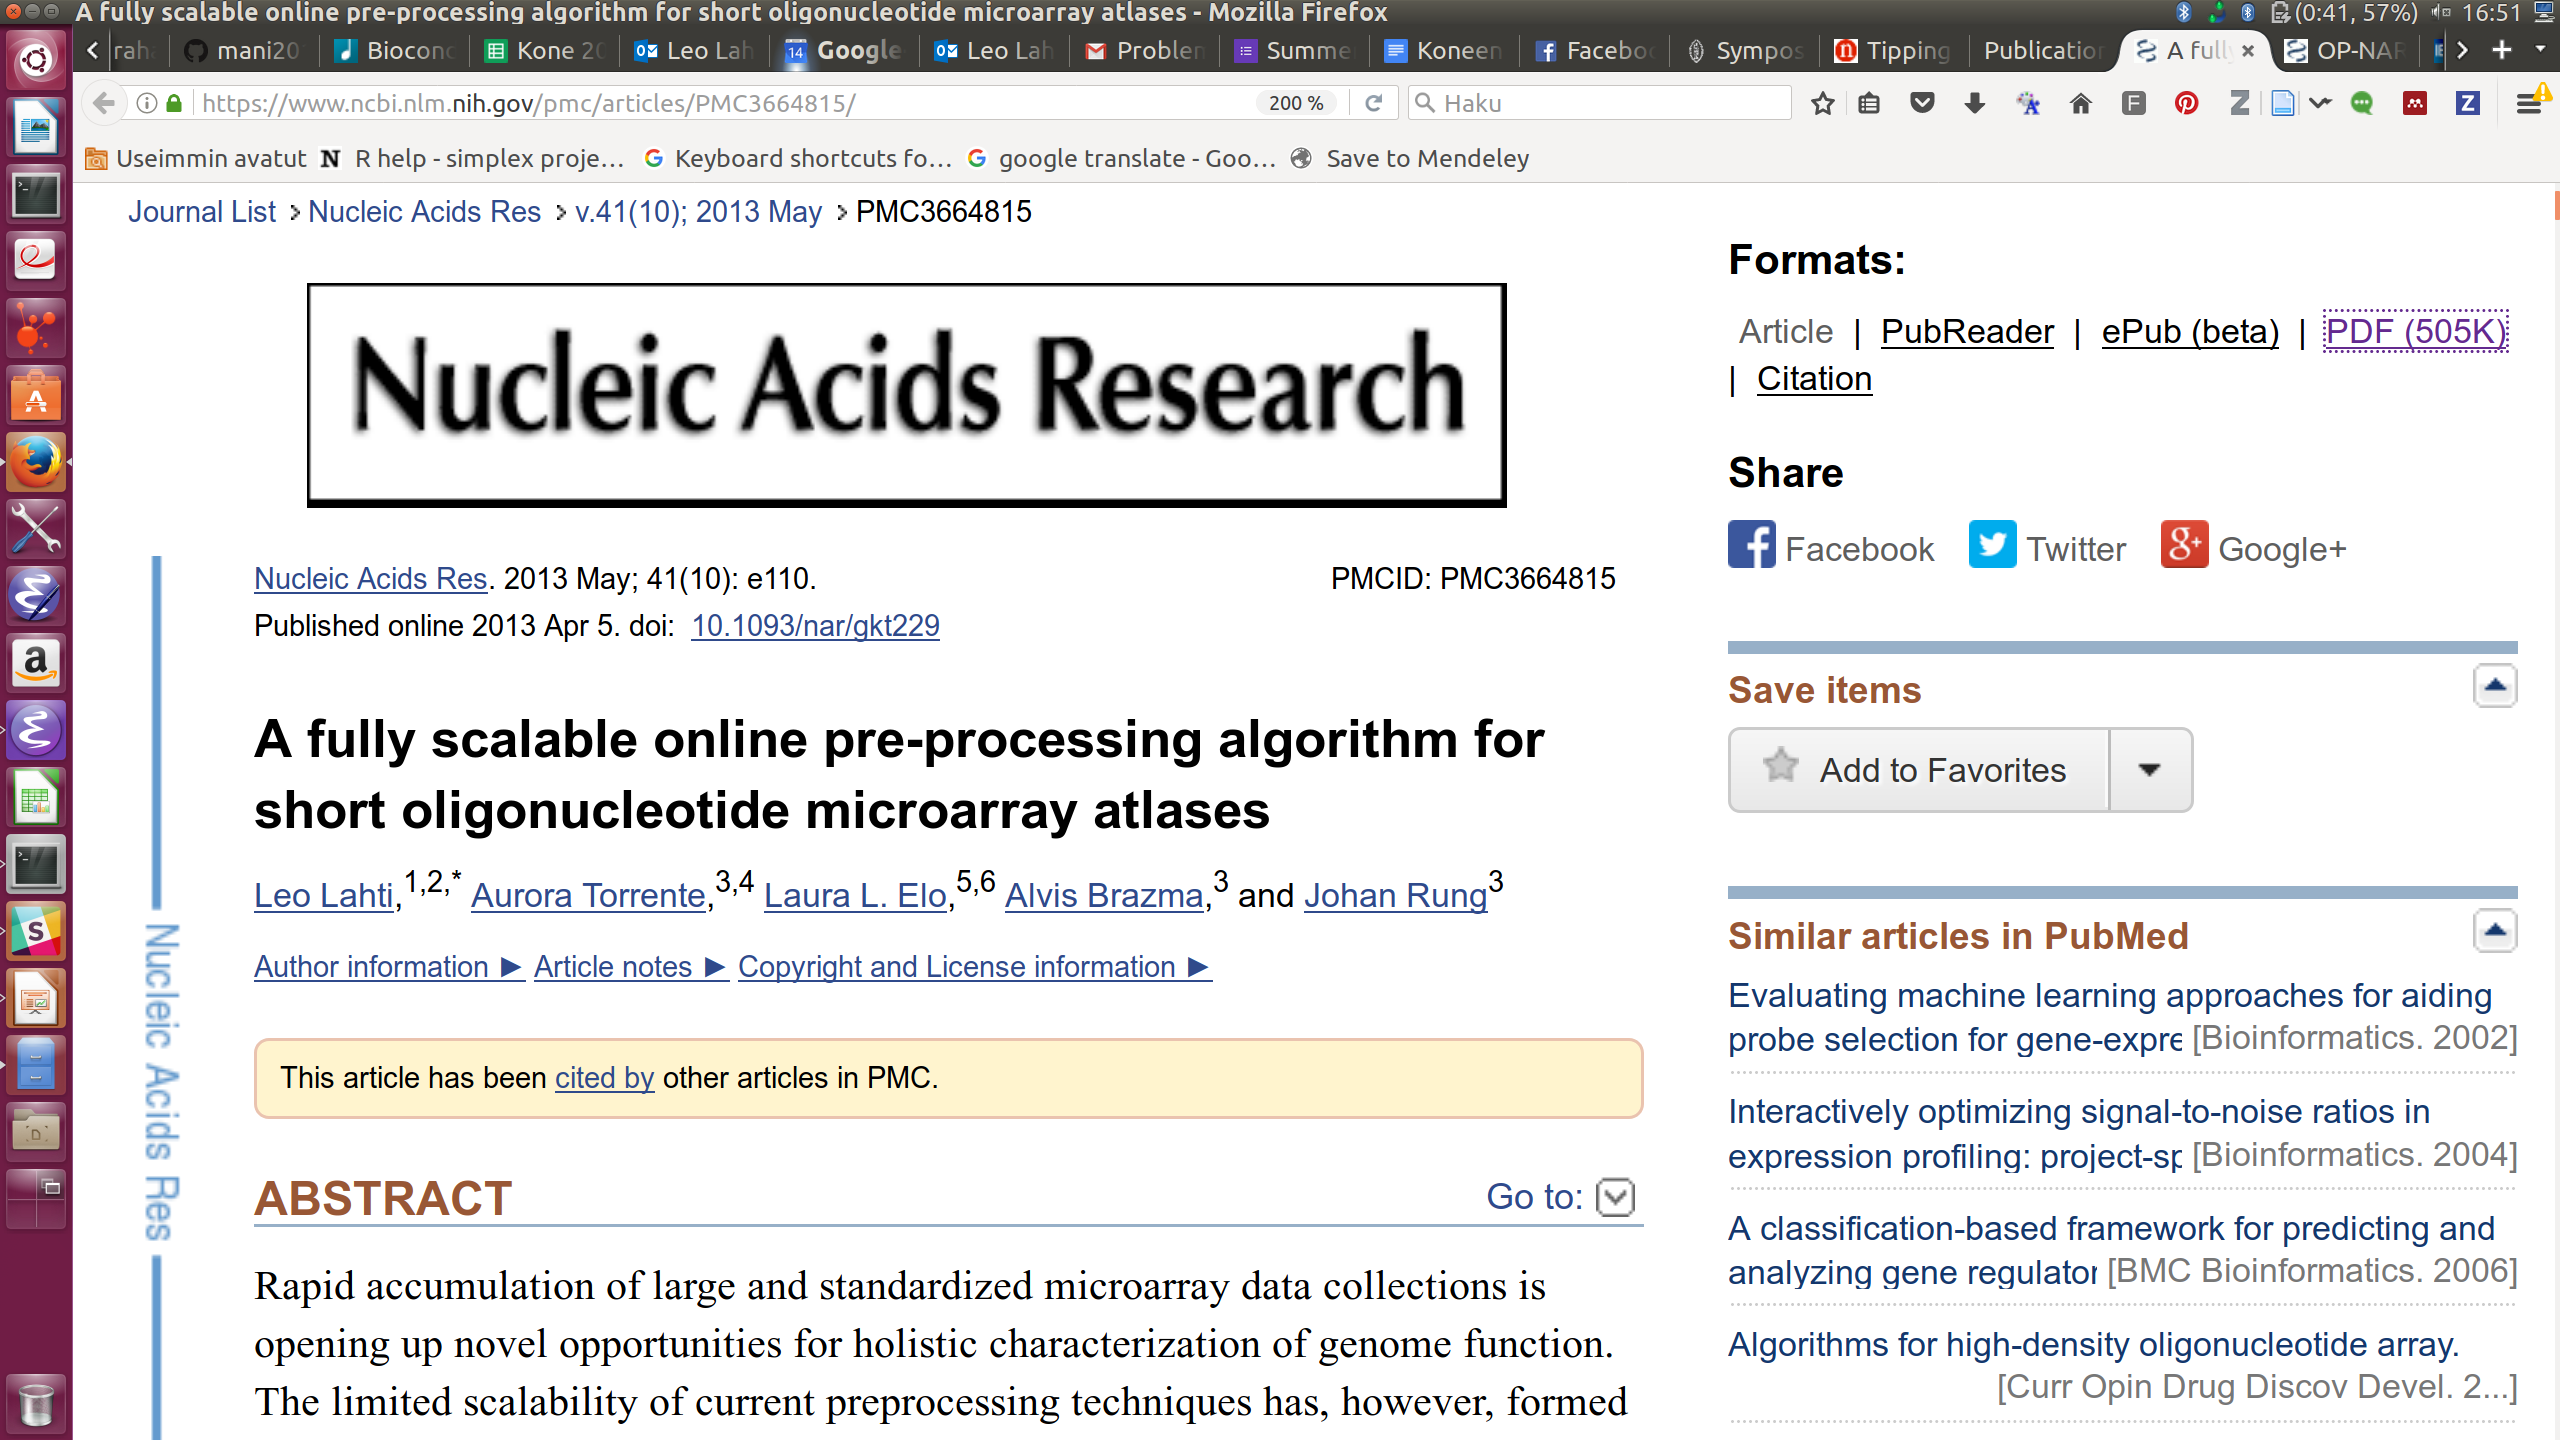 A fully scalable online pre-processing algorithm for short oligonucleotide microarray atlases - Mozilla Firefox
(0:41, 57%) 16:51
mani20 Kone 20 Leo Lah 14 Google Leo Lah Problem Summe Koneen Facebo Sympos Tipping Publication A full OP-NAR
https://www.ncbi.nlm.nih.gov/pmc/articles/PMC3664815/ 200 % Haku
Useimmin avatut R help - simplex proje... Keyboard shortcuts fo... google translate - Goo... Save to Mendeley
Journal List Nucleic Acids Res v.41(10); 2013 May PMC3664815
Nucleic Acids Research
Nucleic Acids Res. 2013 May; 41(10): e110. PMCID: PMC3664815
Published online 2013 Apr 5. doi: 10.1093/nar/gkt229
A fully scalable online pre-processing algorithm for
short oligonucleotide microarray atlases
Leo Lahti,1,2,* Aurora Torrente,3,4 Laura L. Elo,5,6 Alvis Brazma,3 and Johan Rung3
Author information ► Article notes ► Copyright and License information ►
This article has been cited by other articles in PMC.
ABSTRACT Go to:
Rapid accumulation of large and standardized microarray data collections is
opening up novel opportunities for holistic characterization of genome function.
The limited scalability of current preprocessing techniques has, however, formed
Nucleic Acids Res
Formats:
Article | PubReader | ePub (beta) | PDF (505K)
| Citation
Share
Facebook Twitter Google+
Save items
Add to Favorites
Similar articles in PubMed
Evaluating machine learning approaches for aiding
probe selection for gene-expre [Bioinformatics. 2002]
Interactively optimizing signal-to-noise ratios in
expression profiling: project-sp [Bioinformatics. 2004]
A classification-based framework for predicting and
analyzing gene regulator [BMC Bioinformatics. 2006]
Algorithms for high-density oligonucleotide array.
[Curr Opin Drug Discov Devel. 2...]